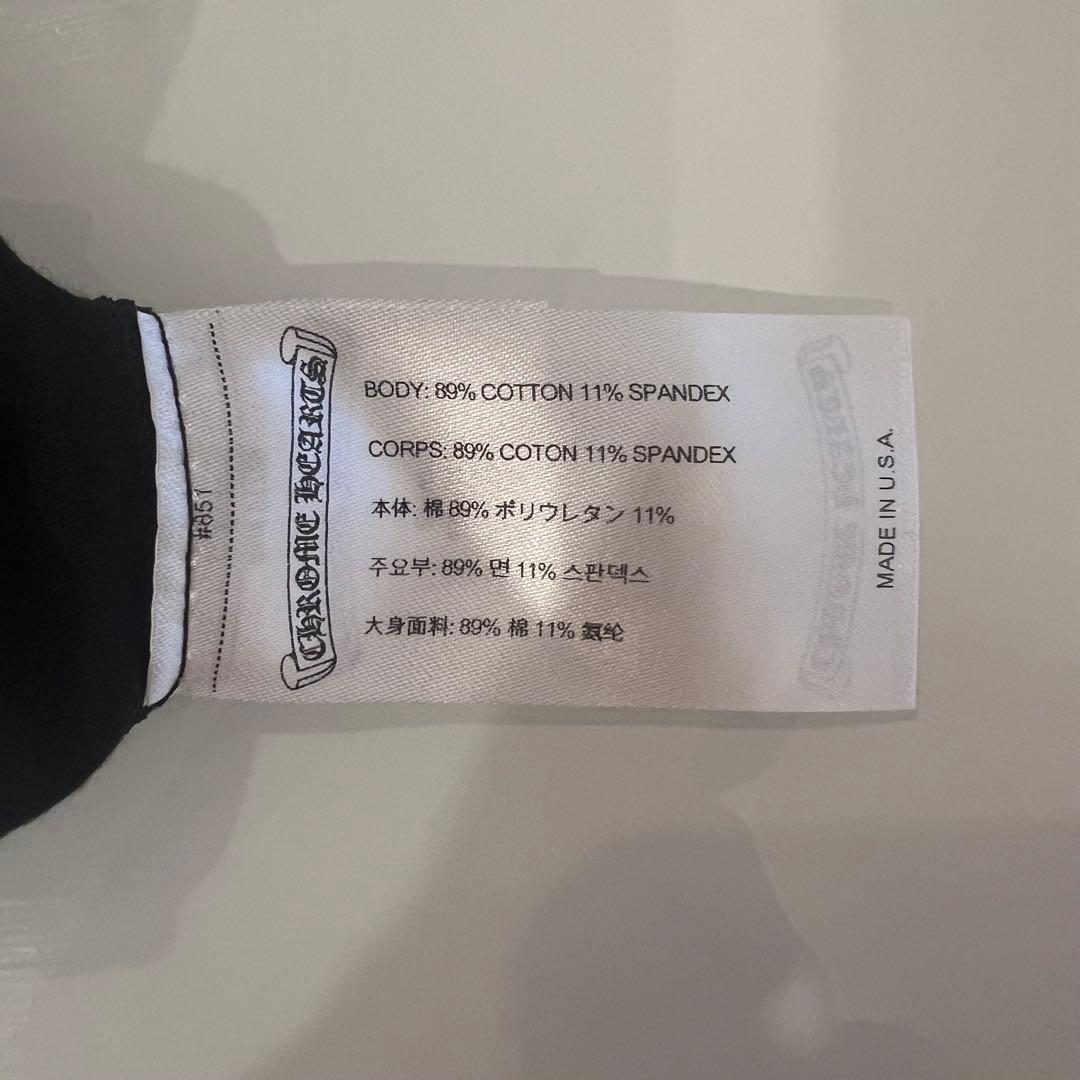 #651
CHROME HEARTS
BODY: 89% COTTON 11% SPANDEX
CORPS: 89% COTON 11% SPANDEX
本体: 棉 89% ポリウレタン 11%
주요부: 89% 면 11% 스판덱스
大身面料: 89% 棉 11% 氨纶
MADE IN U.S.A.